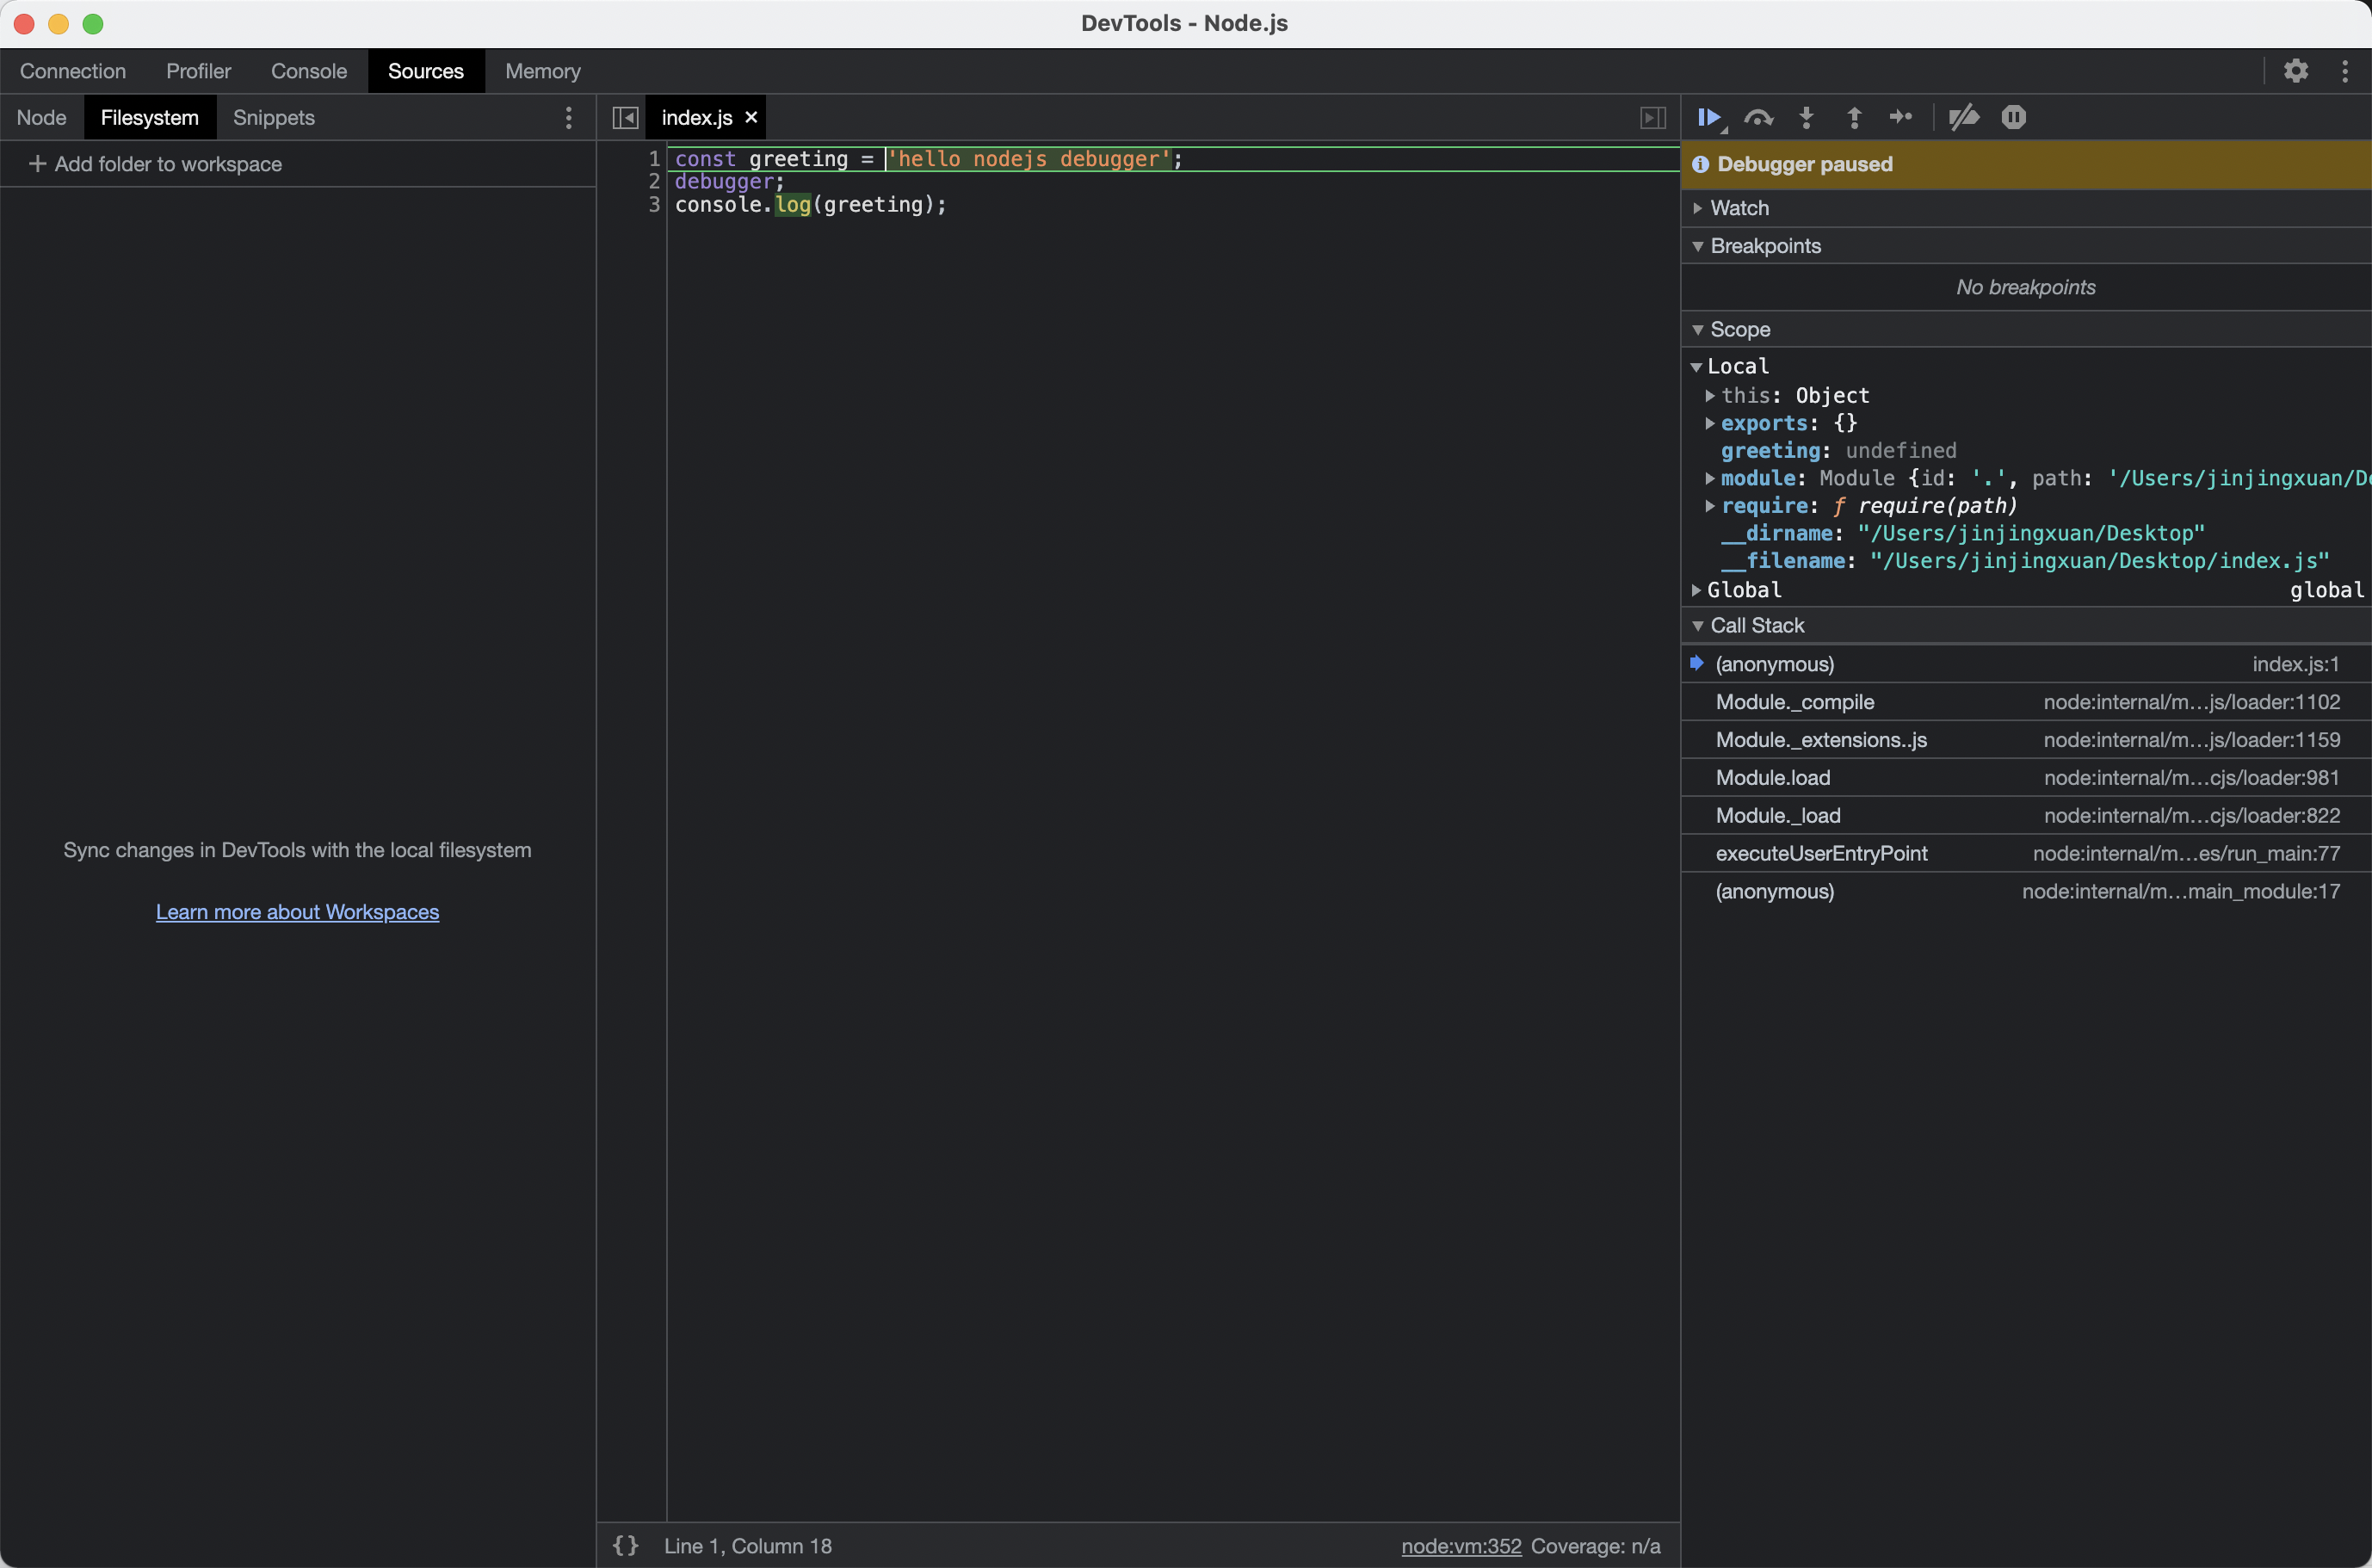 DevTools - Node.js
Connection Profiler Console Sources Memory
Node Filesystem Snippets
index.js ×
+ Add folder to workspace
Sync changes in DevTools with the local filesystem
Learn more about Workspaces
1 const greeting = 'hello nodejs debugger';
2 debugger;
3 console.log(greeting);
{} Line 1, Column 18
node:vm:352 Coverage: n/a
Debugger paused
Watch
Breakpoints
No breakpoints
Scope
Local
this: Object
exports: {}
greeting: undefined
module: Module {id: '.', path: '/Users/jinjingxuan/De
require: ƒ require(path)
__dirname: "/Users/jinjingxuan/Desktop"
__filename: "/Users/jinjingxuan/Desktop/index.js"
Global global
Call Stack
(anonymous) index.js:1
Module._compile node:internal/m…js/loader:1102
Module._extensions..js node:internal/m…js/loader:1159
Module.load node:internal/m…cjs/loader:981
Module._load node:internal/m…cjs/loader:822
executeUserEntryPoint node:internal/m…es/run_main:77
(anonymous) node:internal/m…main_module:17